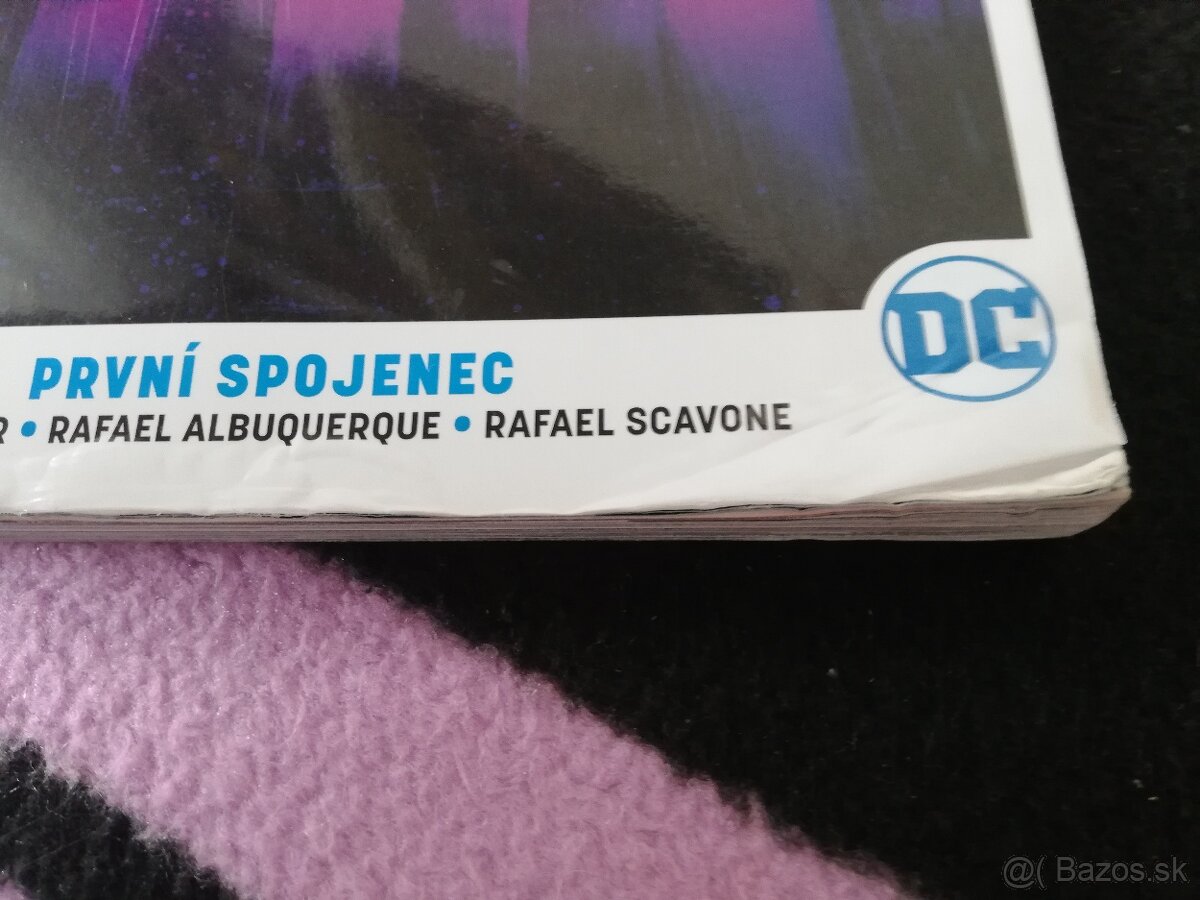 DC
PRVNÍ SPOJENEC
R • RAFAEL ALBUQUERQUE • RAFAEL SCAVONE
@( Bazos.sk